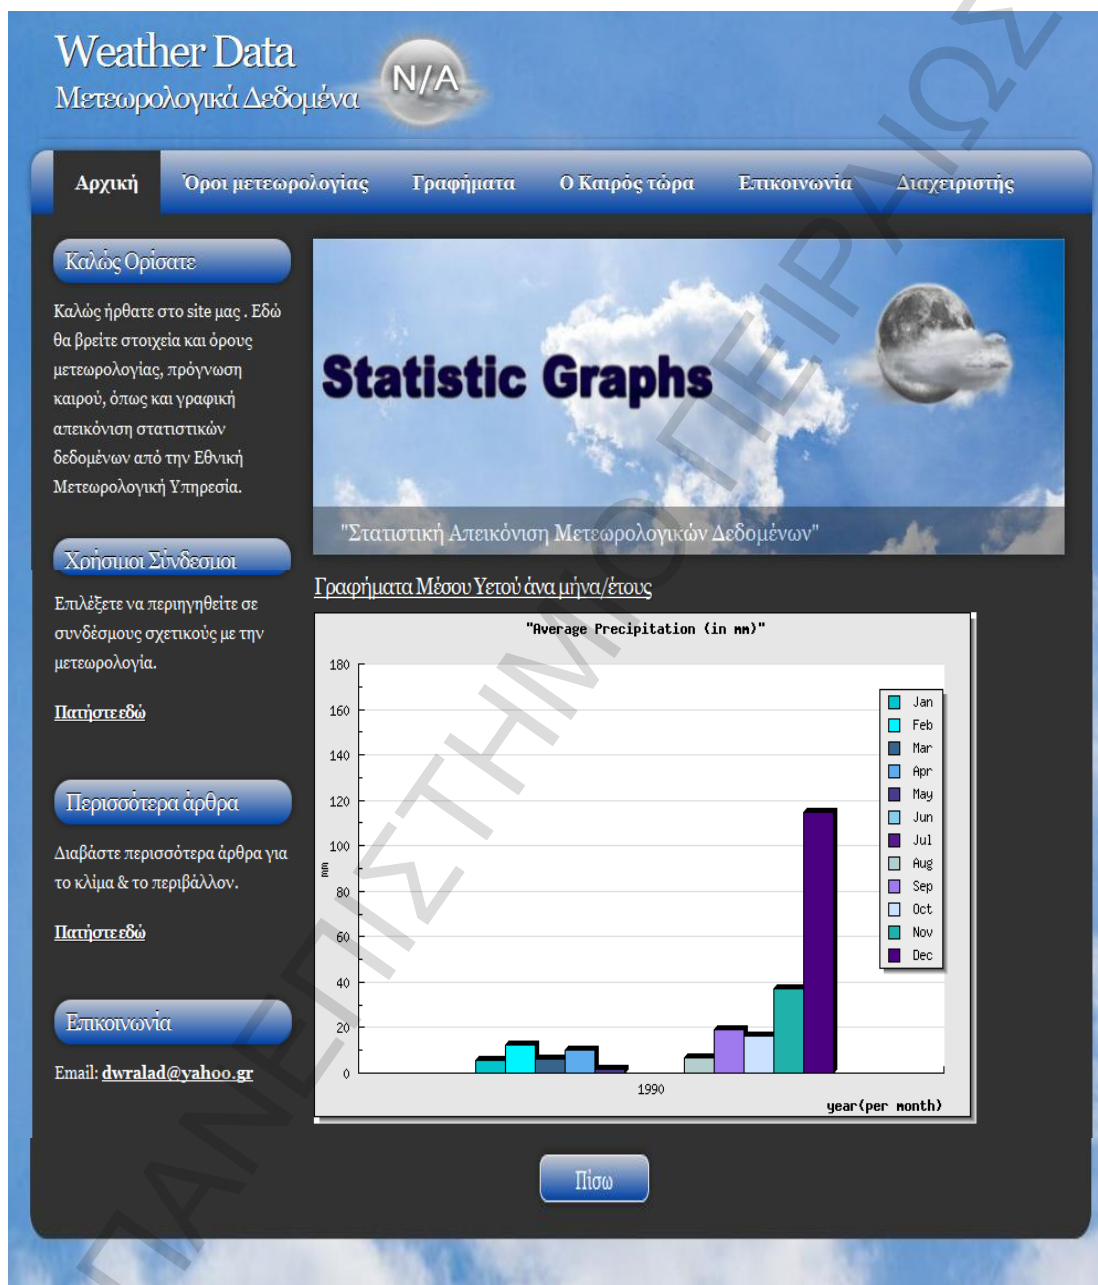 Weather Data
Μετεωρολογικά Δεδομένα
N/A
Αρχική Όροι μετεωρολογίας Γραφήματα Ο Καιρός τώρα Επικοινωνία Διαχειριστής
Καλώς Ορίσατε
Καλώς ήρθατε στο site μας . Εδώ
θα βρείτε στοιχεία και όρους
μετεωρολογίας, πρόγνωση
καιρού, όπως και γραφική
απεικόνιση στατιστικών
δεδομένων από την Εθνική
Μετεωρολογική Υπηρεσία.
Χρήσιμοι Σύνδεσμοι
Επιλέξετε να περιηγηθείτε σε
συνδέσμους σχετικούς με την
μετεωρολογία.
Πατήστε εδώ
Περισσότερα άρθρα
Διαβάστε περισσότερα άρθρα για
το κλίμα & το περιβάλλον.
Πατήστε εδώ
Επικοινωνία
Email: dwralad@yahoo.gr
Statistic Graphs
"Στατιστική Απεικόνιση Μετεωρολογικών Δεδομένων"
Γραφήματα Μέσου Υετού άνα μήνα/έτους
"Average Precipitation (in mm)"
180
160
140
120
100
80
60
40
20
0
mm
Jan
Feb
Mar
Apr
May
Jun
Jul
Aug
Sep
Oct
Nov
Dec
1990
year(per month)
Πίσω
ΠΑΝΕΠΙΣΤΗΜΙΟ ΠΕΙΡΑΙΩΣ